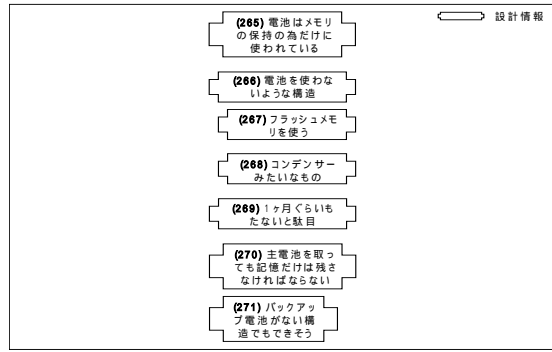 設計情報
(265) 電池はメモリ
の保持の為だけに
使われている
(266) 電池を使わな
いような構造
(267) フラッシュメモ
リを使う
(268) コンデンサー
みたいなもの
(269) 1ヶ月ぐらいも
たないと駄目
(270) 主電池を取っ
ても記憶だけは残さ
なければならない
(271) バックアッ
プ電池がない構
造でもできそう